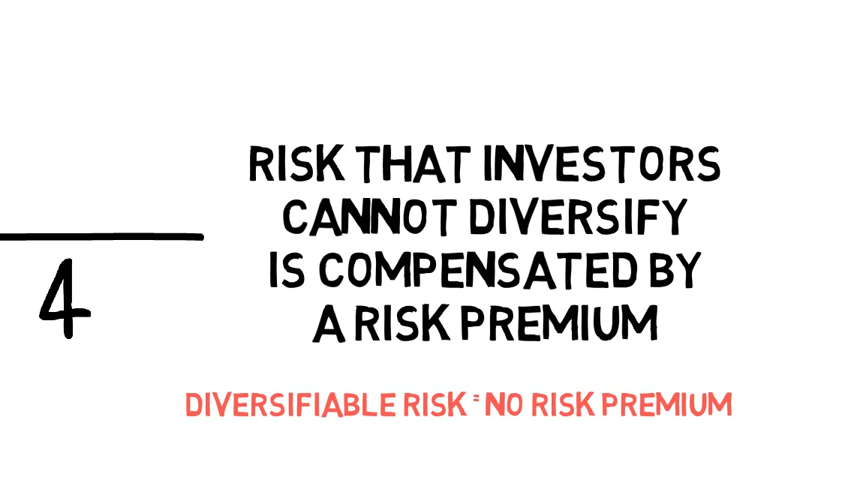 RISK THAT INVESTORS
CANNOT DIVERSIFY
IS COMPENSATED BY
A RISK PREMIUM
4
DIVERSIFIABLE RISK = NO RISK PREMIUM